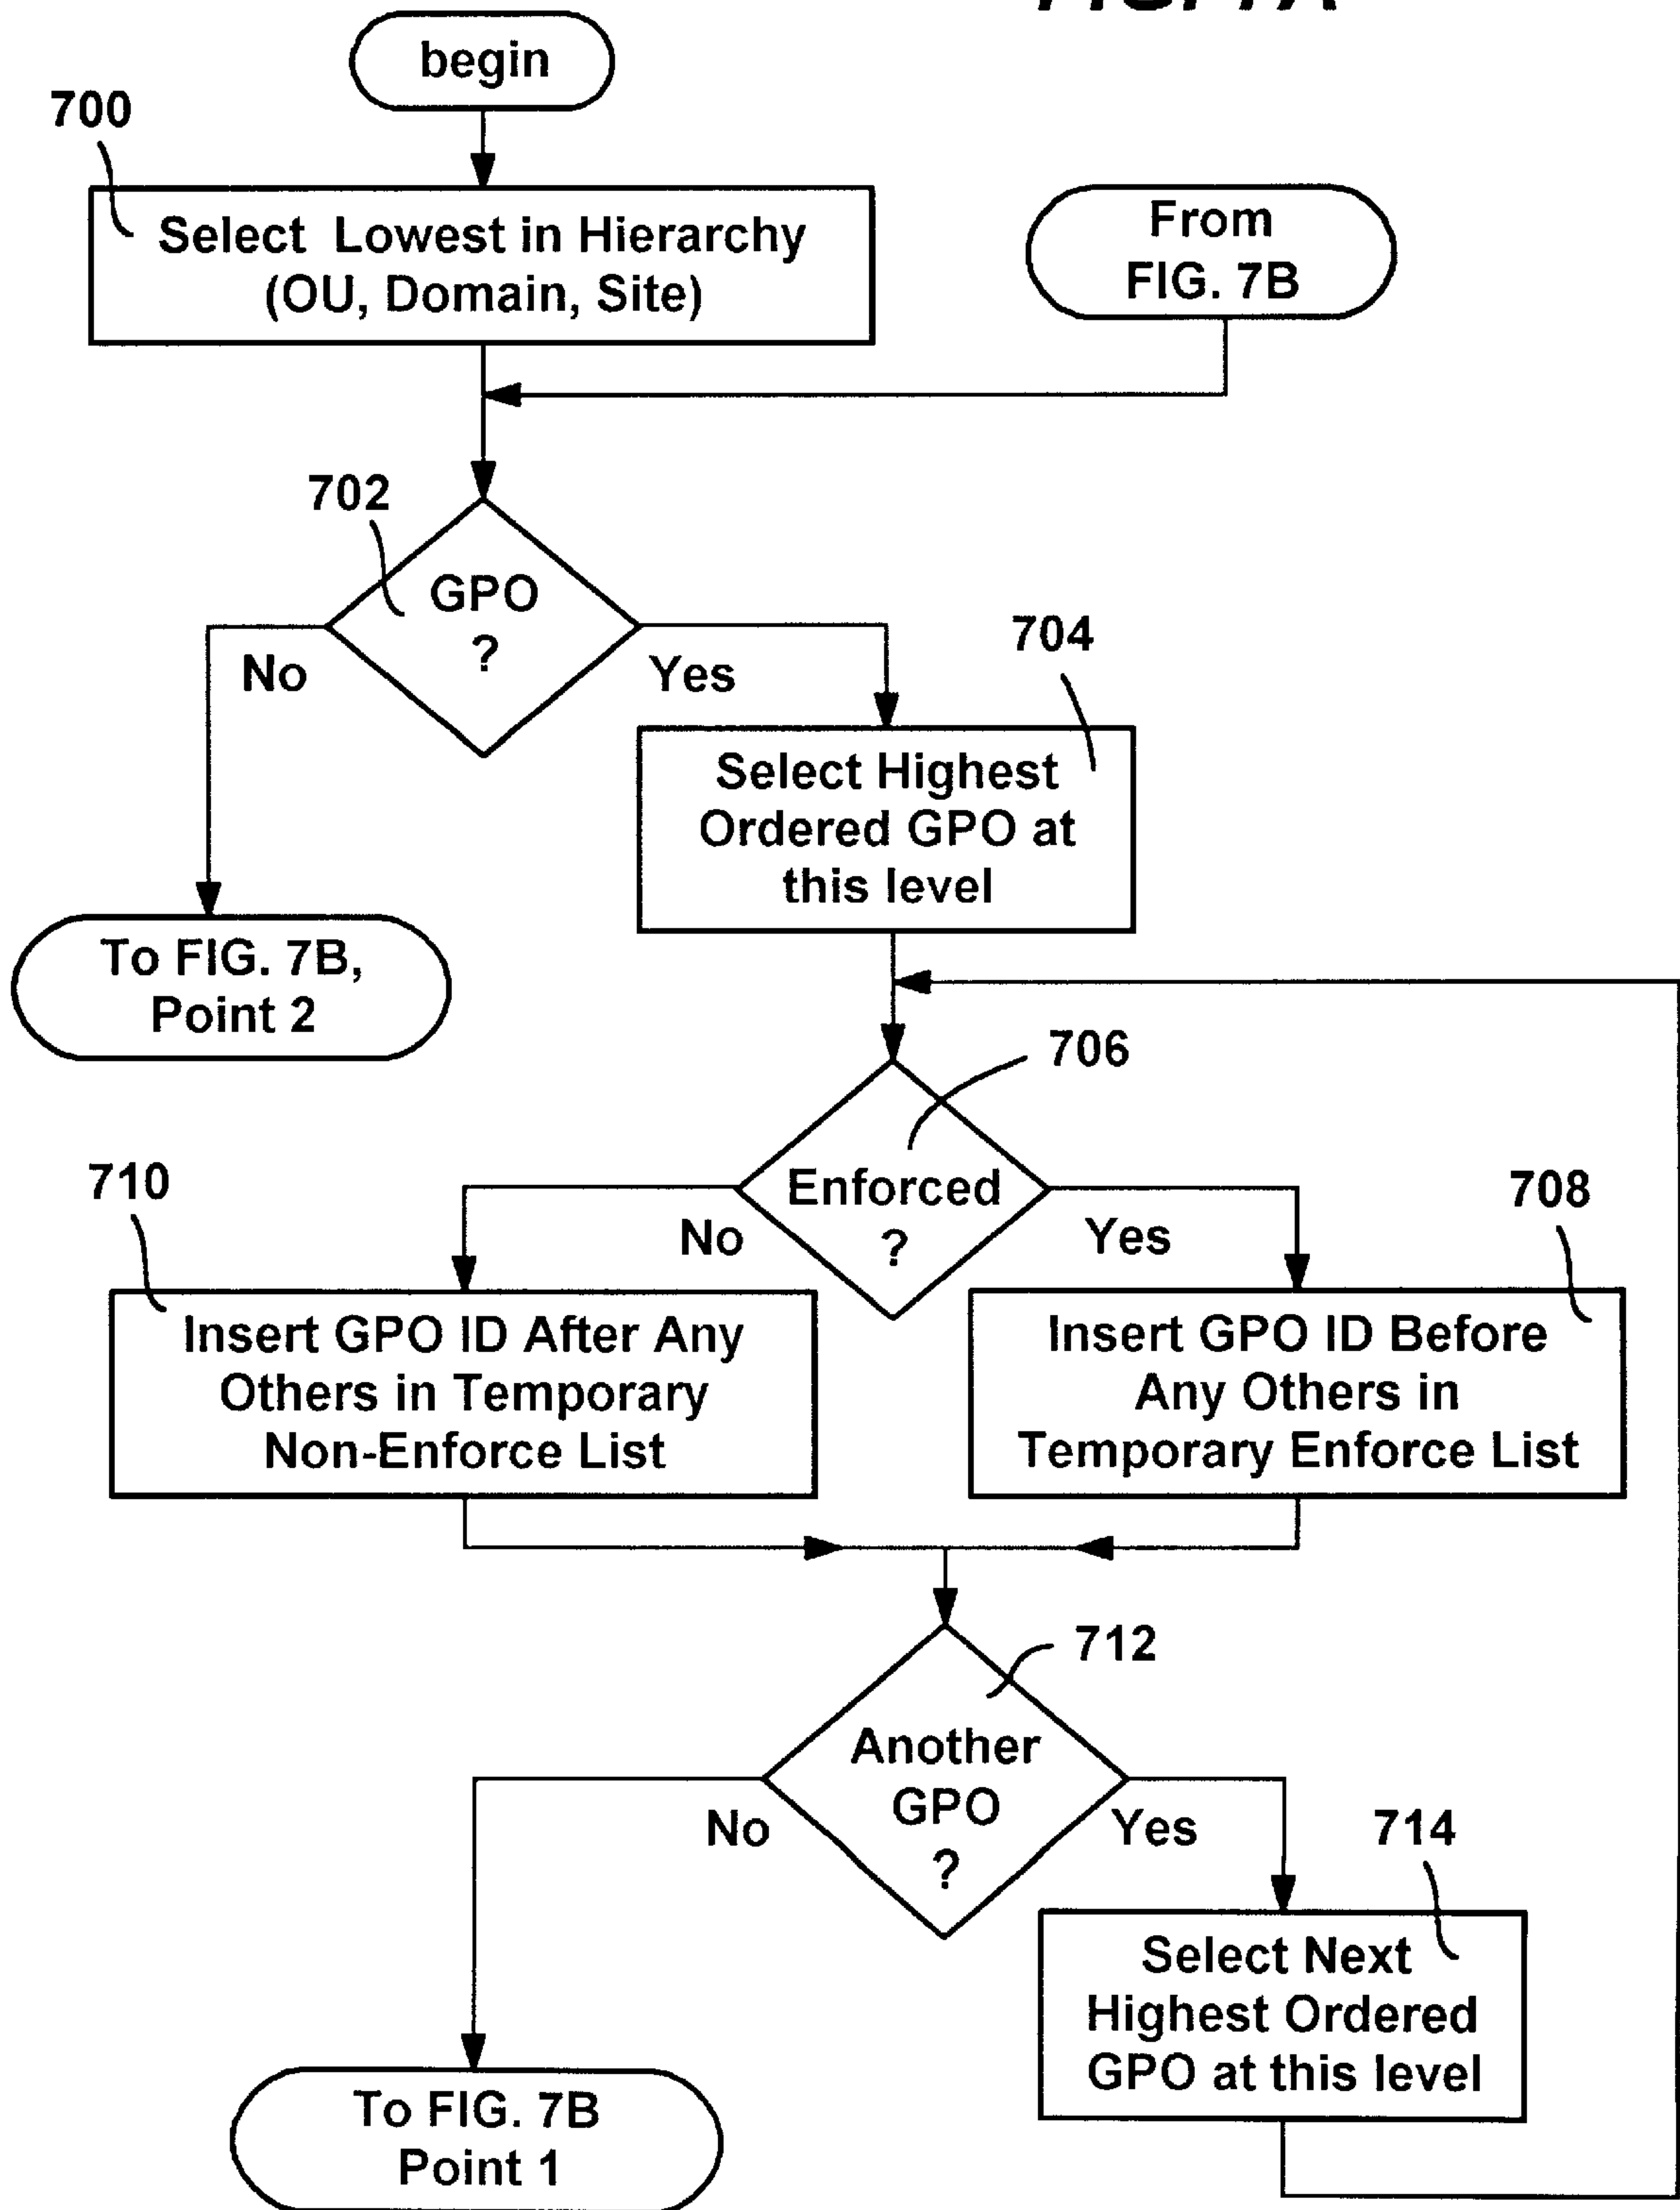 begin
700
Select Lowest in Hierarchy
(OU, Domain, Site)
From
FIG. 7B
702
GPO
?
No
Yes
704
Select Highest
Ordered GPO at
this level
To FIG. 7B,
Point 2
706
Enforced
?
No
Yes
710
708
Insert GPO ID After Any
Others in Temporary
Non-Enforce List
Insert GPO ID Before
Any Others in
Temporary Enforce List
712
Another
GPO
?
No
Yes
714
Select Next
Highest Ordered
GPO at this level
To FIG. 7B
Point 1